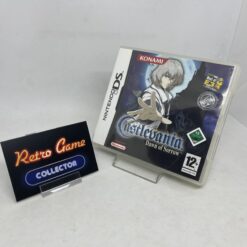 KONAMI
NINTENDO DS
Castlevania
Dawn of Sorrow
12+
Retro Game
COLLECTOR